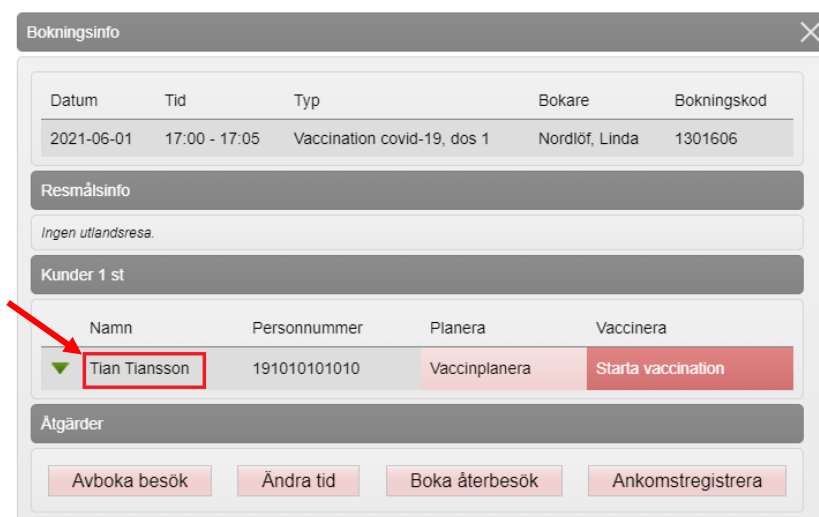 Bokningsinfo
Datum Tid Typ Bokare Bokningskod
2021-06-01 17:00 - 17:05 Vaccination covid-19, dos 1 Nordlöf, Linda 1301606
Resmålsinfo
Ingen utlandsresa.
Kunder 1 st
Namn Personnummer Planera Vaccinera
Tian Tiansson 191010101010 Vaccinplanera Starta vaccination
Åtgärder
Avboka besök Ändra tid Boka återbesök Ankomstregistrera